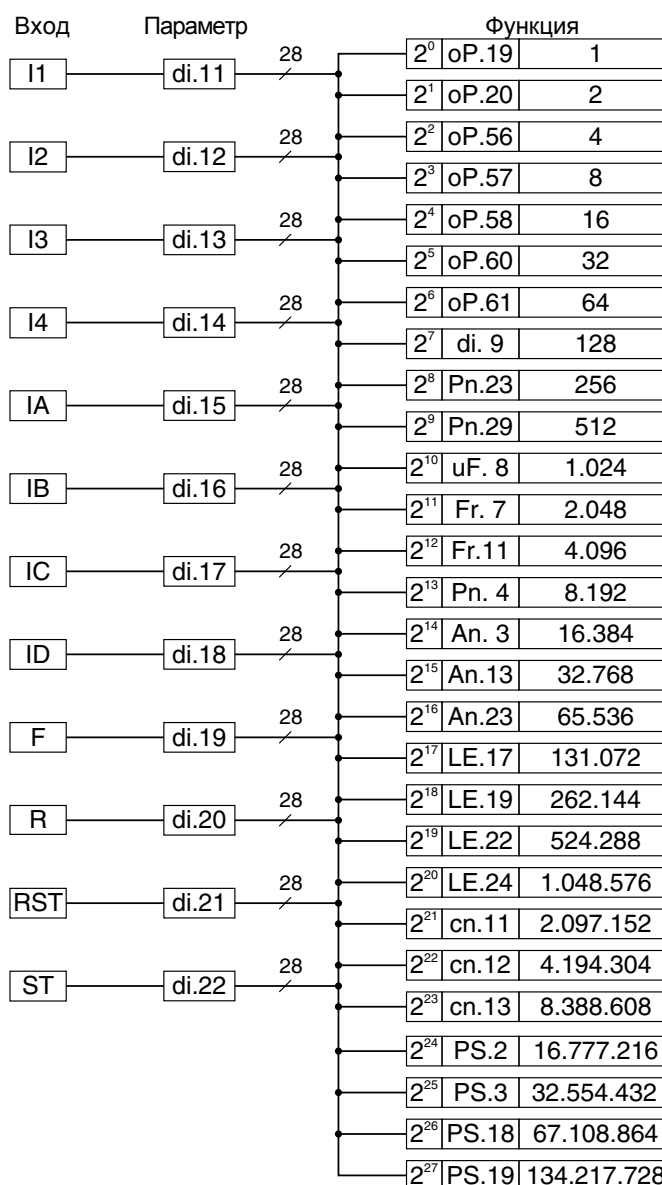 Вход Параметр Функция
I1 di.11 28
2⁰ oP.19 1
2¹ oP.20 2
I2 di.12 28
2² oP.56 4
2³ oP.57 8
I3 di.13 28
2⁴ oP.58 16
2⁵ oP.60 32
I4 di.14 28
2⁶ oP.61 64
2⁷ di. 9 128
IA di.15 28
2⁸ Pn.23 256
2⁹ Pn.29 512
IB di.16 28
2¹⁰ uF. 8 1.024
2¹¹ Fr. 7 2.048
IC di.17 28
2¹² Fr.11 4.096
2¹³ Pn. 4 8.192
ID di.18 28
2¹⁴ An. 3 16.384
2¹⁵ An.13 32.768
F di.19 28
2¹⁶ An.23 65.536
2¹⁷ LE.17 131.072
R di.20 28
2¹⁸ LE.19 262.144
2¹⁹ LE.22 524.288
RST di.21 28
2²⁰ LE.24 1.048.576
2²¹ cn.11 2.097.152
ST di.22 28
2²² cn.12 4.194.304
2²³ cn.13 8.388.608
2²⁴ PS.2 16.777.216
2²⁵ PS.3 32.554.432
2²⁶ PS.18 67.108.864
2²⁷ PS.19 134.217.728